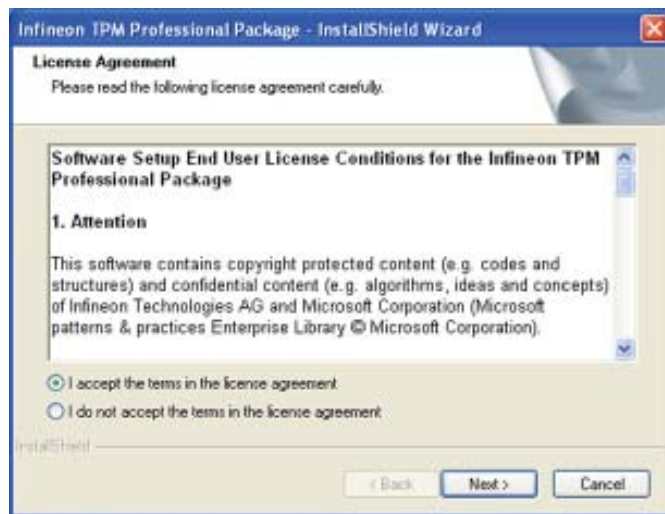 Infineon TPM Professional Package - InstallShield Wizard
License Agreement
Please read the following license agreement carefully.
Software Setup End User License Conditions for the Infineon TPM
Professional Package
1. Attention
This software contains copyright protected content (e.g. codes and
structures) and confidential content (e.g. algorithms, ideas and concepts)
of Infineon Technologies AG and Microsoft Corporation (Microsoft
patterns & practices Enterprise Library © Microsoft Corporation).
I accept the terms in the license agreement
I do not accept the terms in the license agreement
InstallShield
< Back Next > Cancel